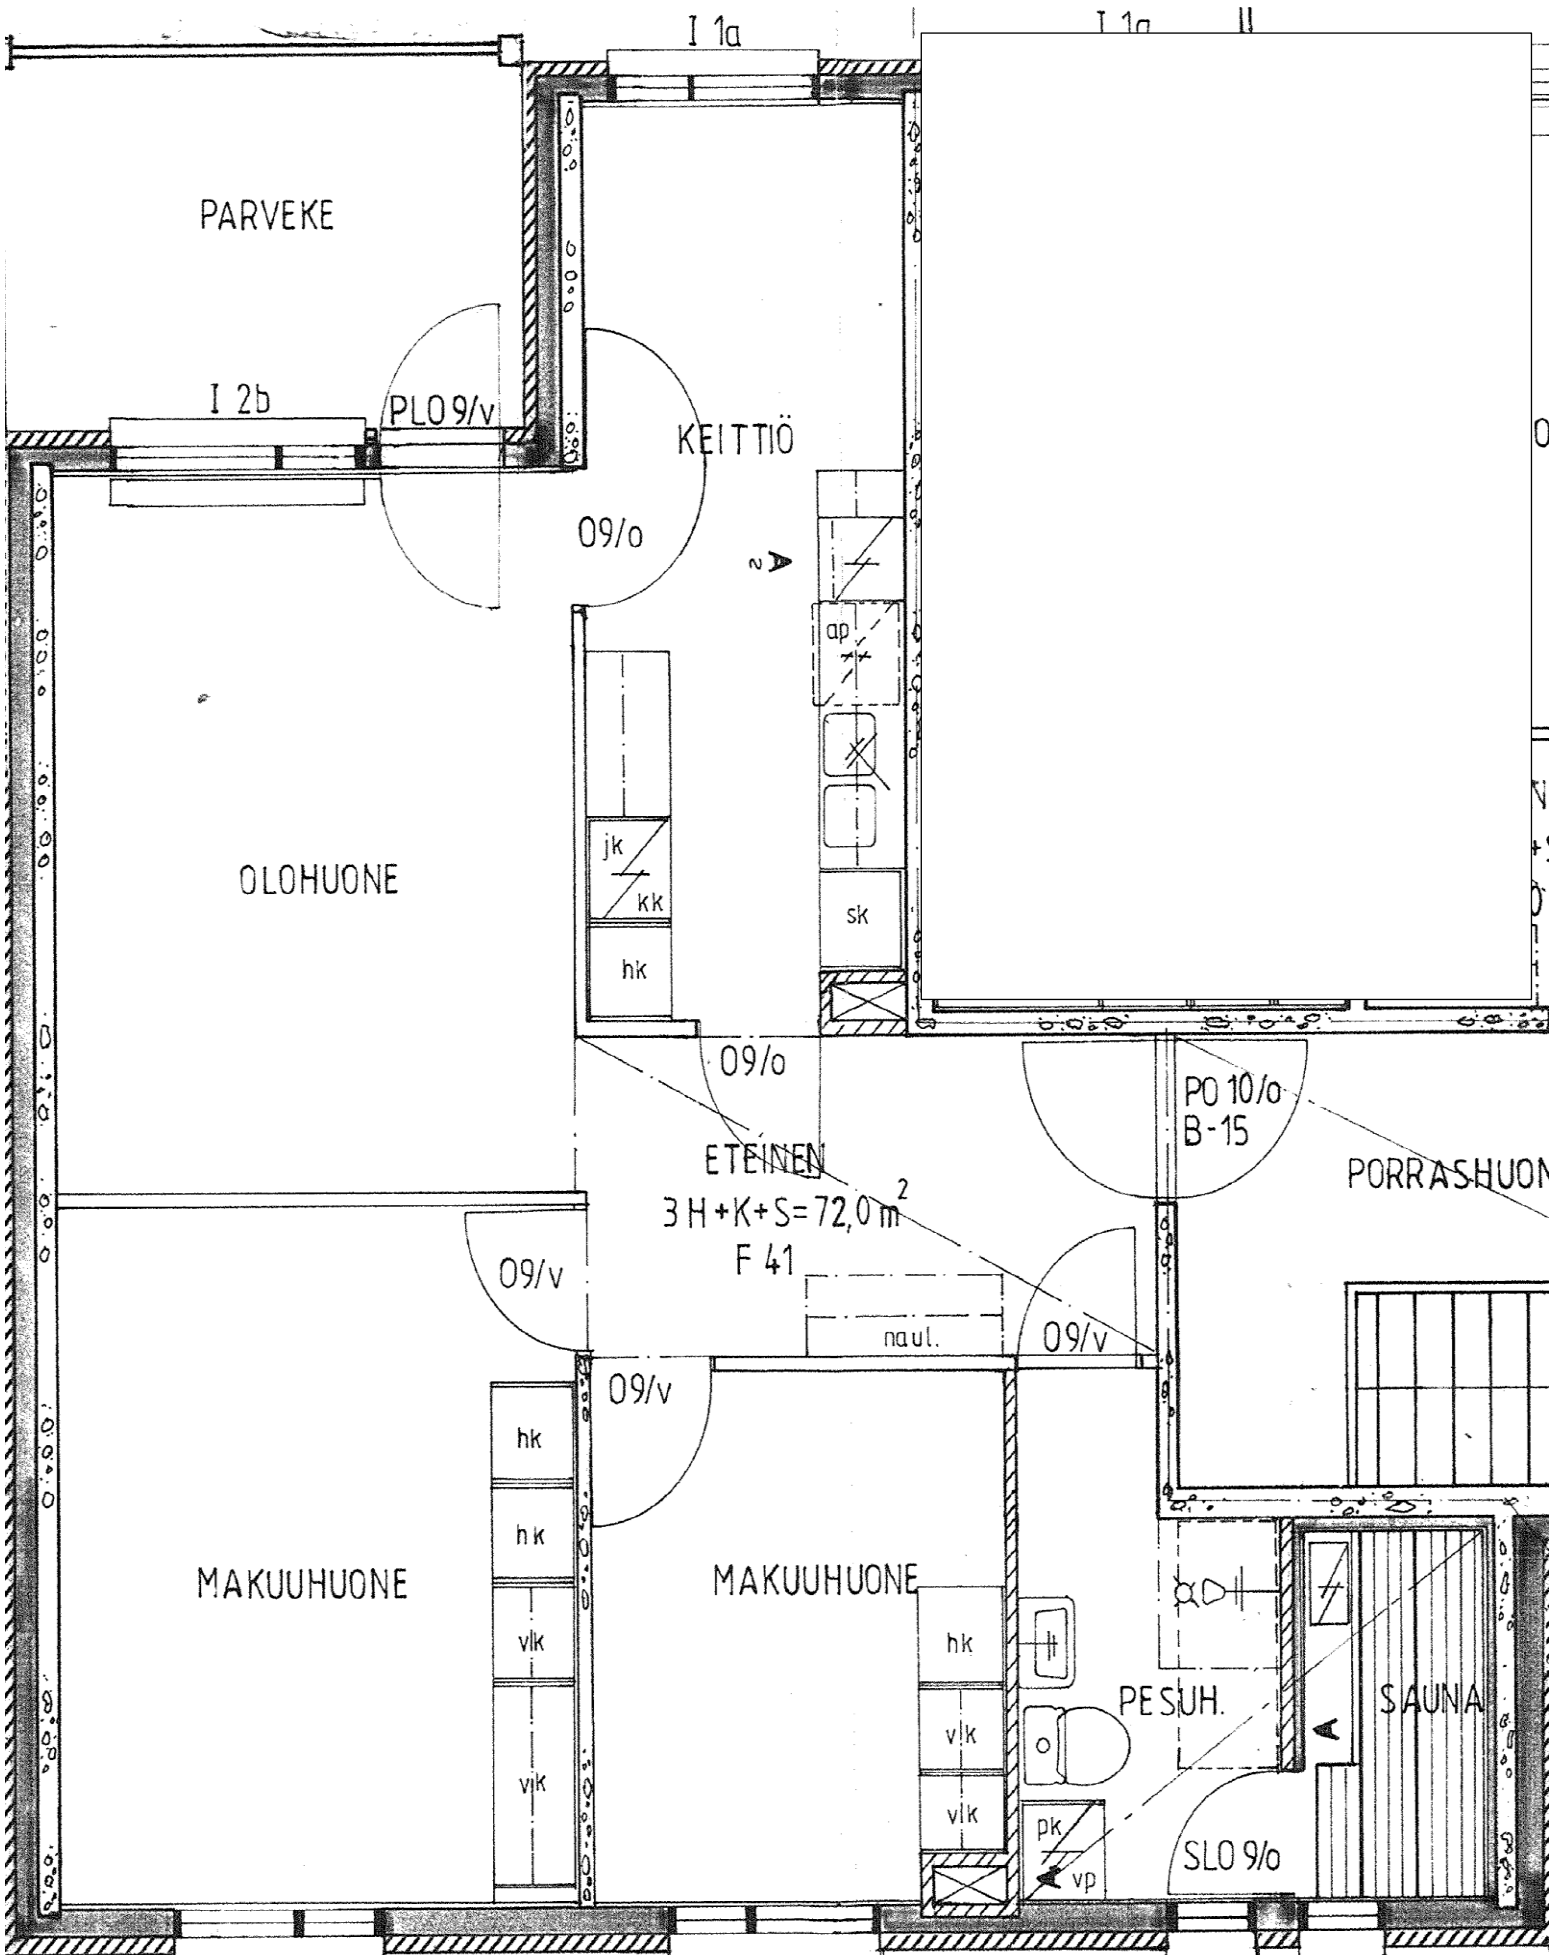 I 1a
I 1a
PARVEKE
I 2b
PLO 9/v
KEITTIÖ
O9/o
A
2
ap
OLOHUONE
jk
kk
sk
hk
O9/o
PO 10/o
B-15
ETEINEN
PORRASHUON
3 H + K + S = 72,0 m²
F 41
O9/v
naul.
O9/v
O9/v
hk
hk
MAKUUHUONE
MAKUUHUONE
vlk
hk
PESUH.
SAUNA
A
vlk
vlk
vlk
pk
A vp
SLO 9/o